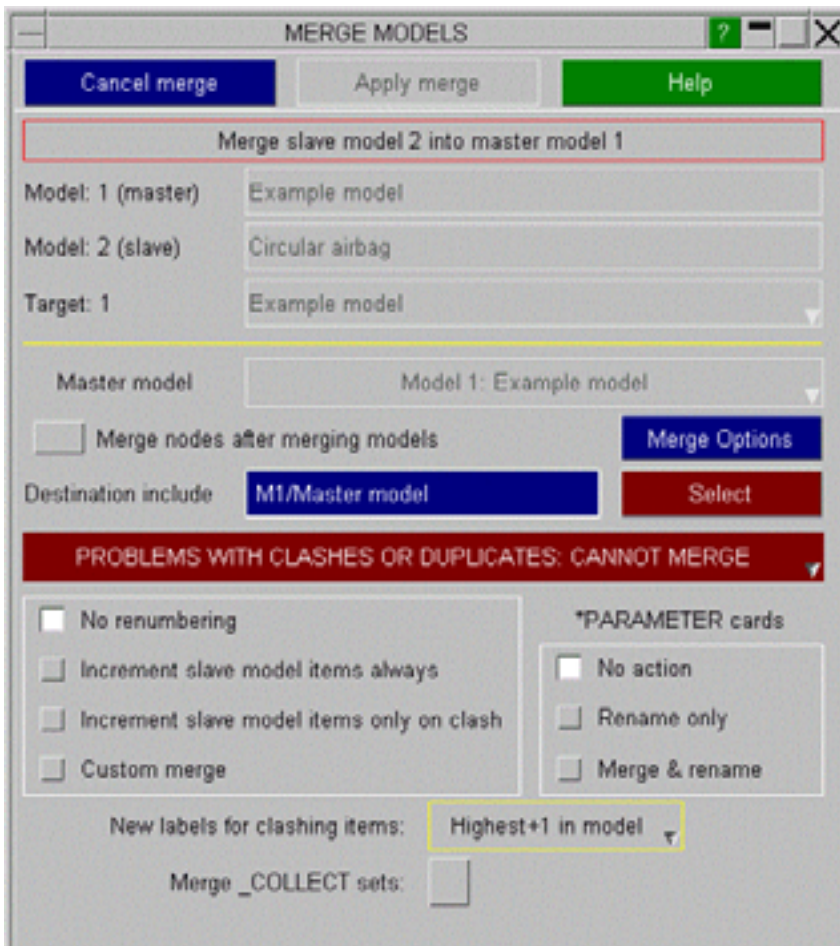 MERGE MODELS ?
Cancel merge Apply merge Help
Merge slave model 2 into master model 1
Model: 1 (master) Example model
Model: 2 (slave) Circular airbag
Target: 1 Example model
Master model Model 1: Example model
Merge nodes after merging models Merge Options
Destination include M1/Master model Select
PROBLEMS WITH CLASHES OR DUPLICATES: CANNOT MERGE
No renumbering *PARAMETER cards
Increment slave model items always No action
Increment slave model items only on clash Rename only
Custom merge Merge & rename
New labels for clashing items: Highest+1 in model
Merge _COLLECT sets: